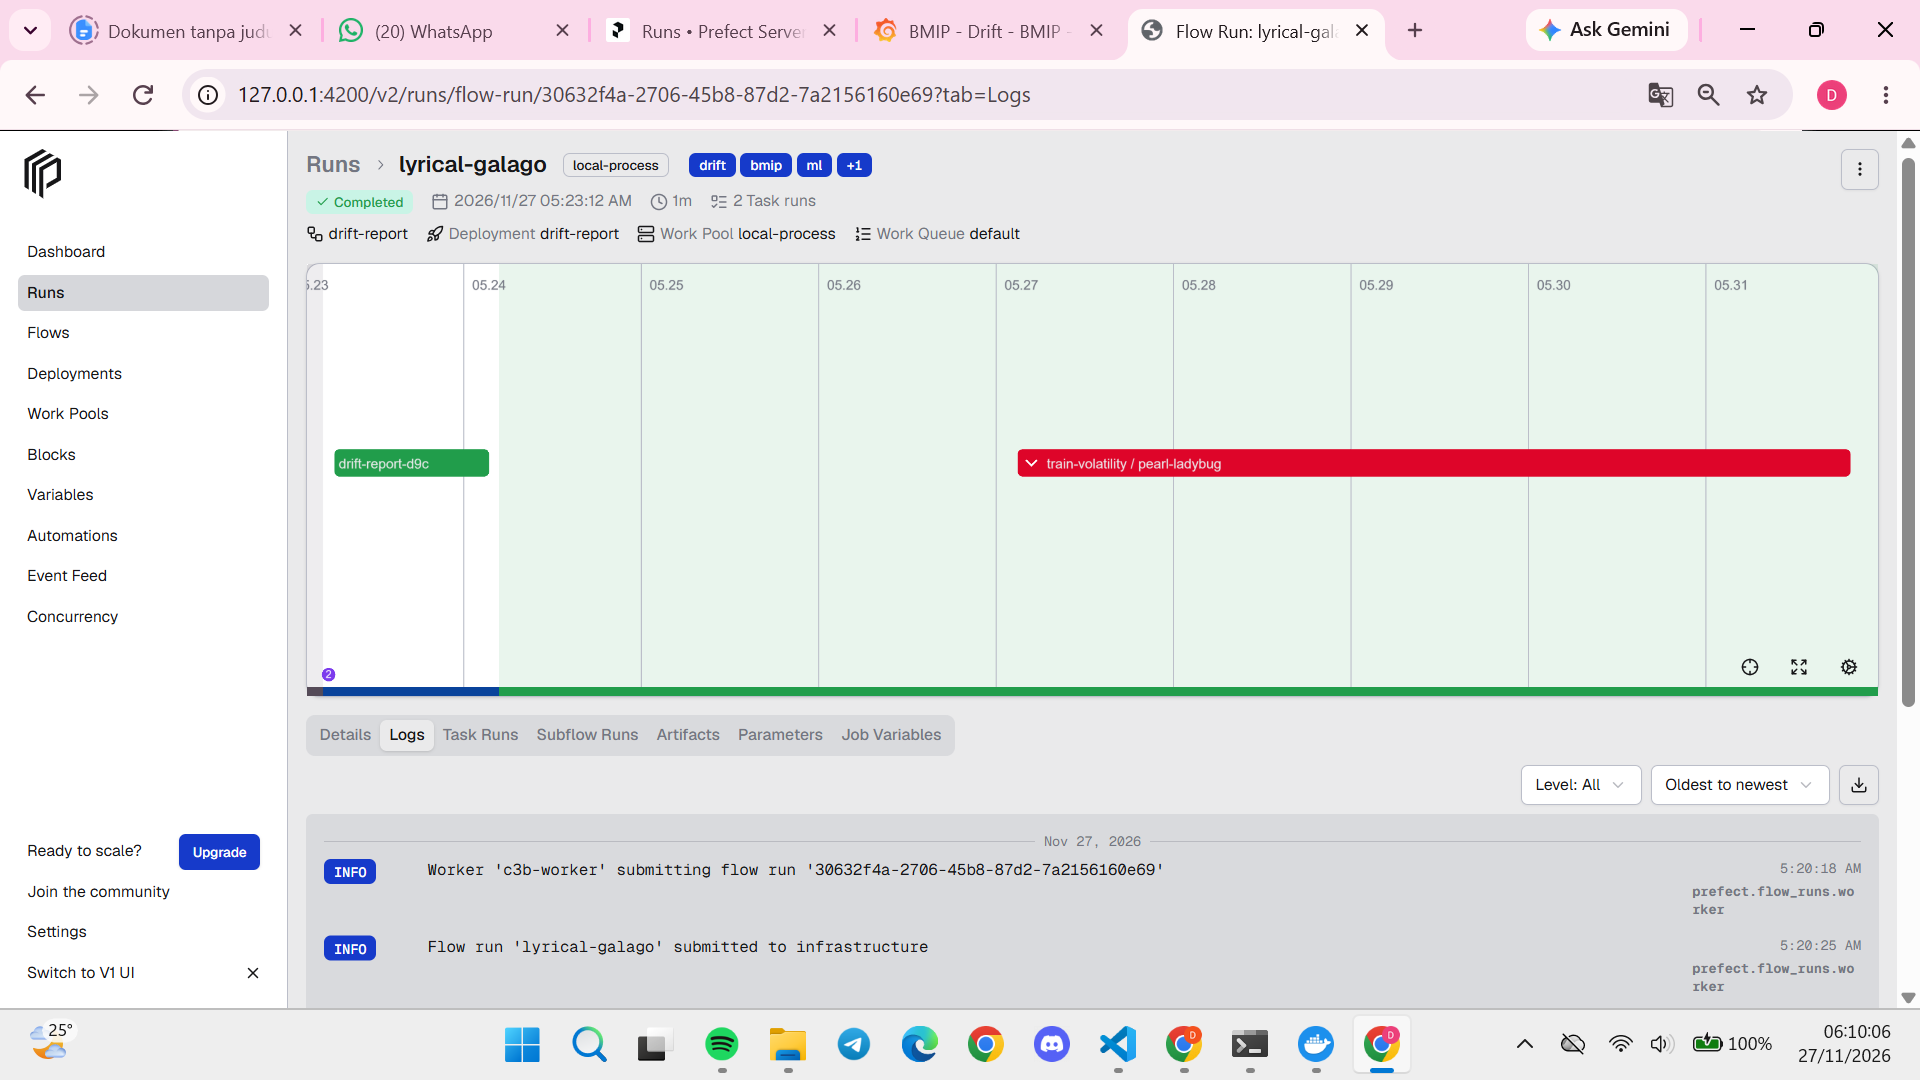 Dokumen tanpa judu
(20) WhatsApp
Runs • Prefect Server
BMIP - Drift - BMIP -
Flow Run: lyrical-gala
Ask Gemini
127.0.0.1:4200/v2/runs/flow-run/30632f4a-2706-45b8-87d2-7a2156160e69?tab=Logs
D
Runs > lyrical-galago local-process drift bmip ml +1
Completed 2026/11/27 05:23:12 AM 1m 2 Task runs
drift-report Deployment drift-report Work Pool local-process Work Queue default
Dashboard
Runs
Flows
Deployments
Work Pools
Blocks
Variables
Automations
Event Feed
Concurrency
Ready to scale? Upgrade
Join the community
Settings
Switch to V1 UI
5.23 05.24 05.25 05.26 05.27 05.28 05.29 05.30 05.31
drift-report-d9c
train-volatility / pearl-ladybug
2
Details Logs Task Runs Subflow Runs Artifacts Parameters Job Variables
Level: All Oldest to newest
Nov 27, 2026
INFO Worker 'c3b-worker' submitting flow run '30632f4a-2706-45b8-87d2-7a2156160e69' 5:20:18 AM
prefect.flow_runs.wo
rker
INFO Flow run 'lyrical-galago' submitted to infrastructure 5:20:25 AM
prefect.flow_runs.wo
rker
25°
D
D
100%
06:10:06
27/11/2026